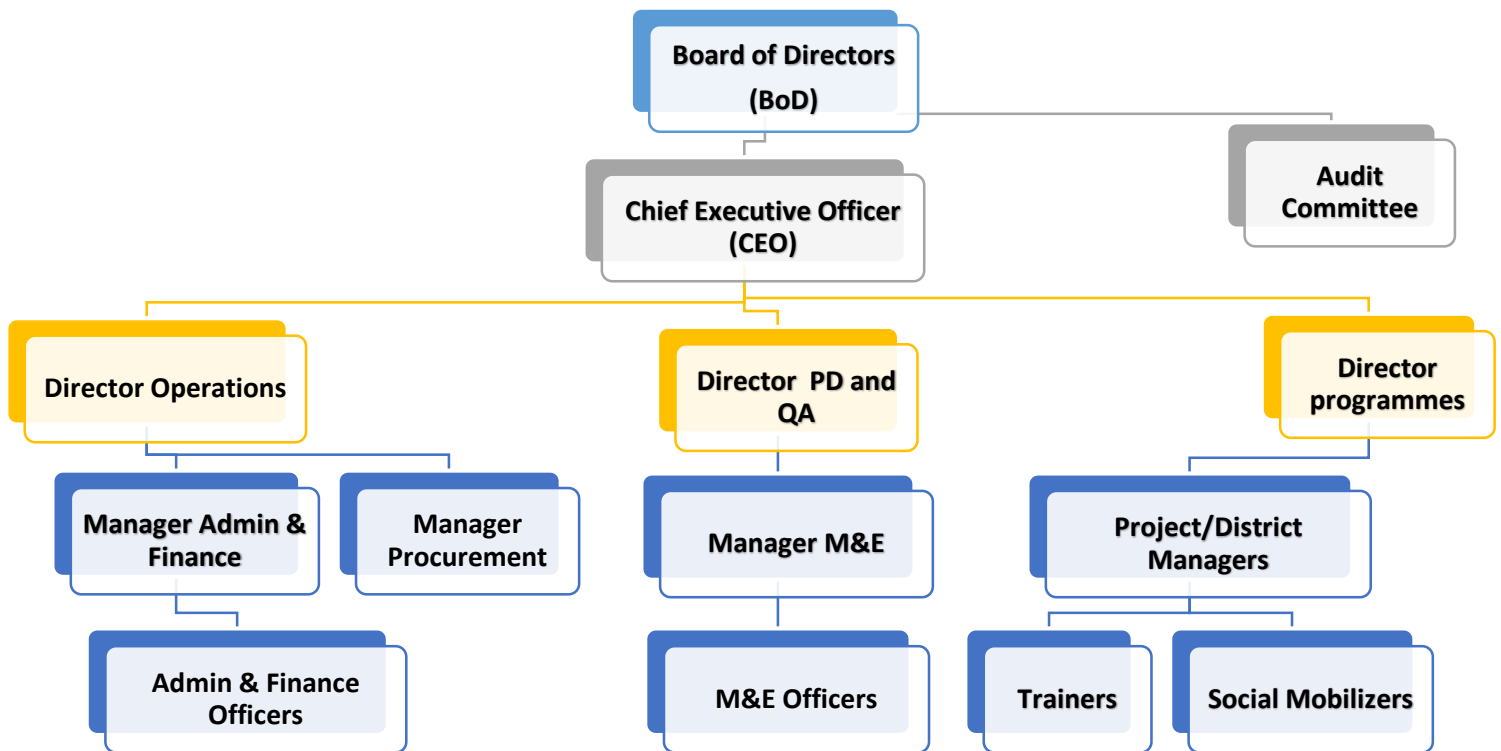 Board of Directors
(BoD)
Audit
Committee
Chief Executive Officer
(CEO)
Director Operations
Director PD and
QA
Director
programmes
Manager Admin &
Finance
Manager
Procurement
Manager M&E
Project/District
Managers
Admin & Finance
Officers
M&E Officers
Trainers
Social Mobilizers